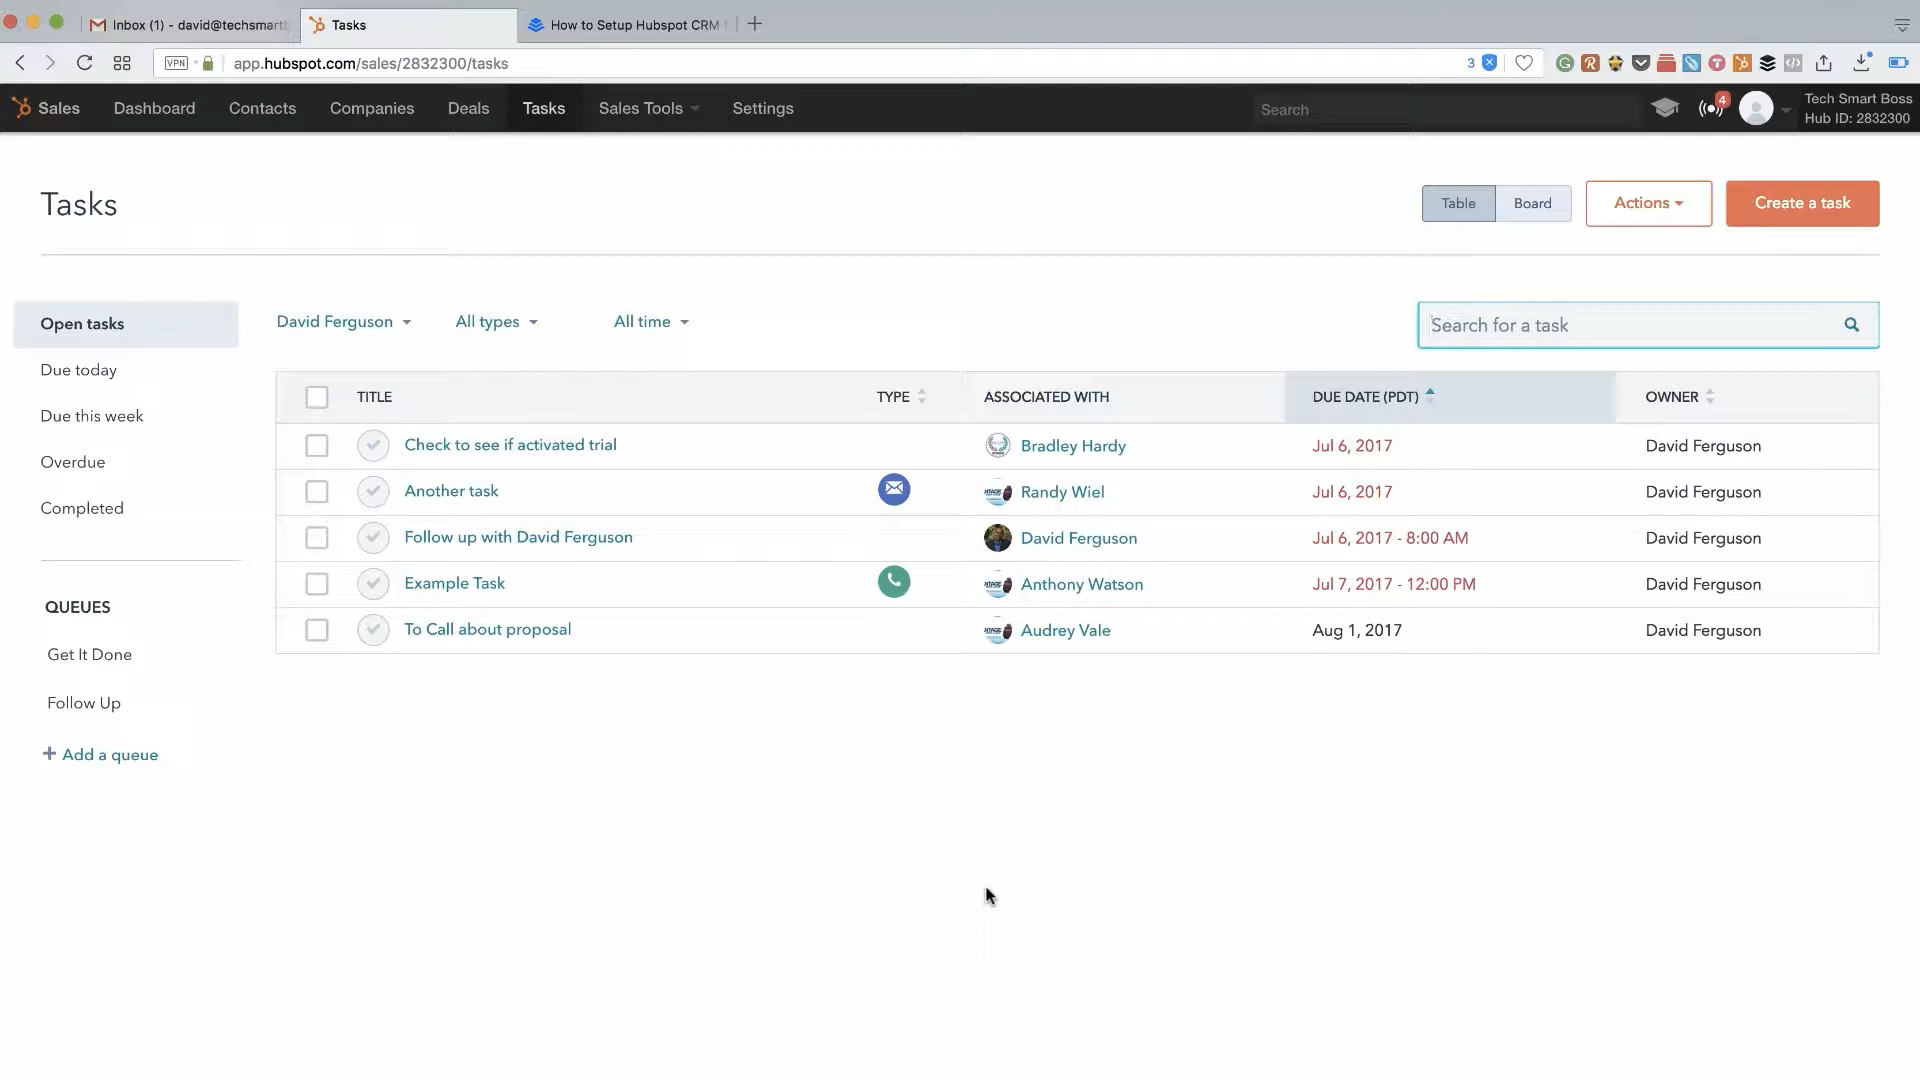 Inbox (1) - david@techsmart
Tasks
How to Setup Hubspot CRM
VPN
app.hubspot.com/sales/2832300/tasks
3
Sales
Dashboard
Contacts
Companies
Deals
Tasks
Sales Tools
Settings
Search
4
Tech Smart Boss
Hub ID: 2832300
Tasks
Table
Board
Actions
Create a task
Open tasks
Due today
Due this week
Overdue
Completed
QUEUES
Get It Done
Follow Up
+ Add a queue
David Ferguson
All types
All time
Search for a task
TITLE TYPE ASSOCIATED WITH DUE DATE (PDT) OWNER
Check to see if activated trial Bradley Hardy Jul 6, 2017 David Ferguson
Another task Randy Wiel Jul 6, 2017 David Ferguson
Follow up with David Ferguson David Ferguson Jul 6, 2017 - 8:00 AM David Ferguson
Example Task Anthony Watson Jul 7, 2017 - 12:00 PM David Ferguson
To Call about proposal Audrey Vale Aug 1, 2017 David Ferguson